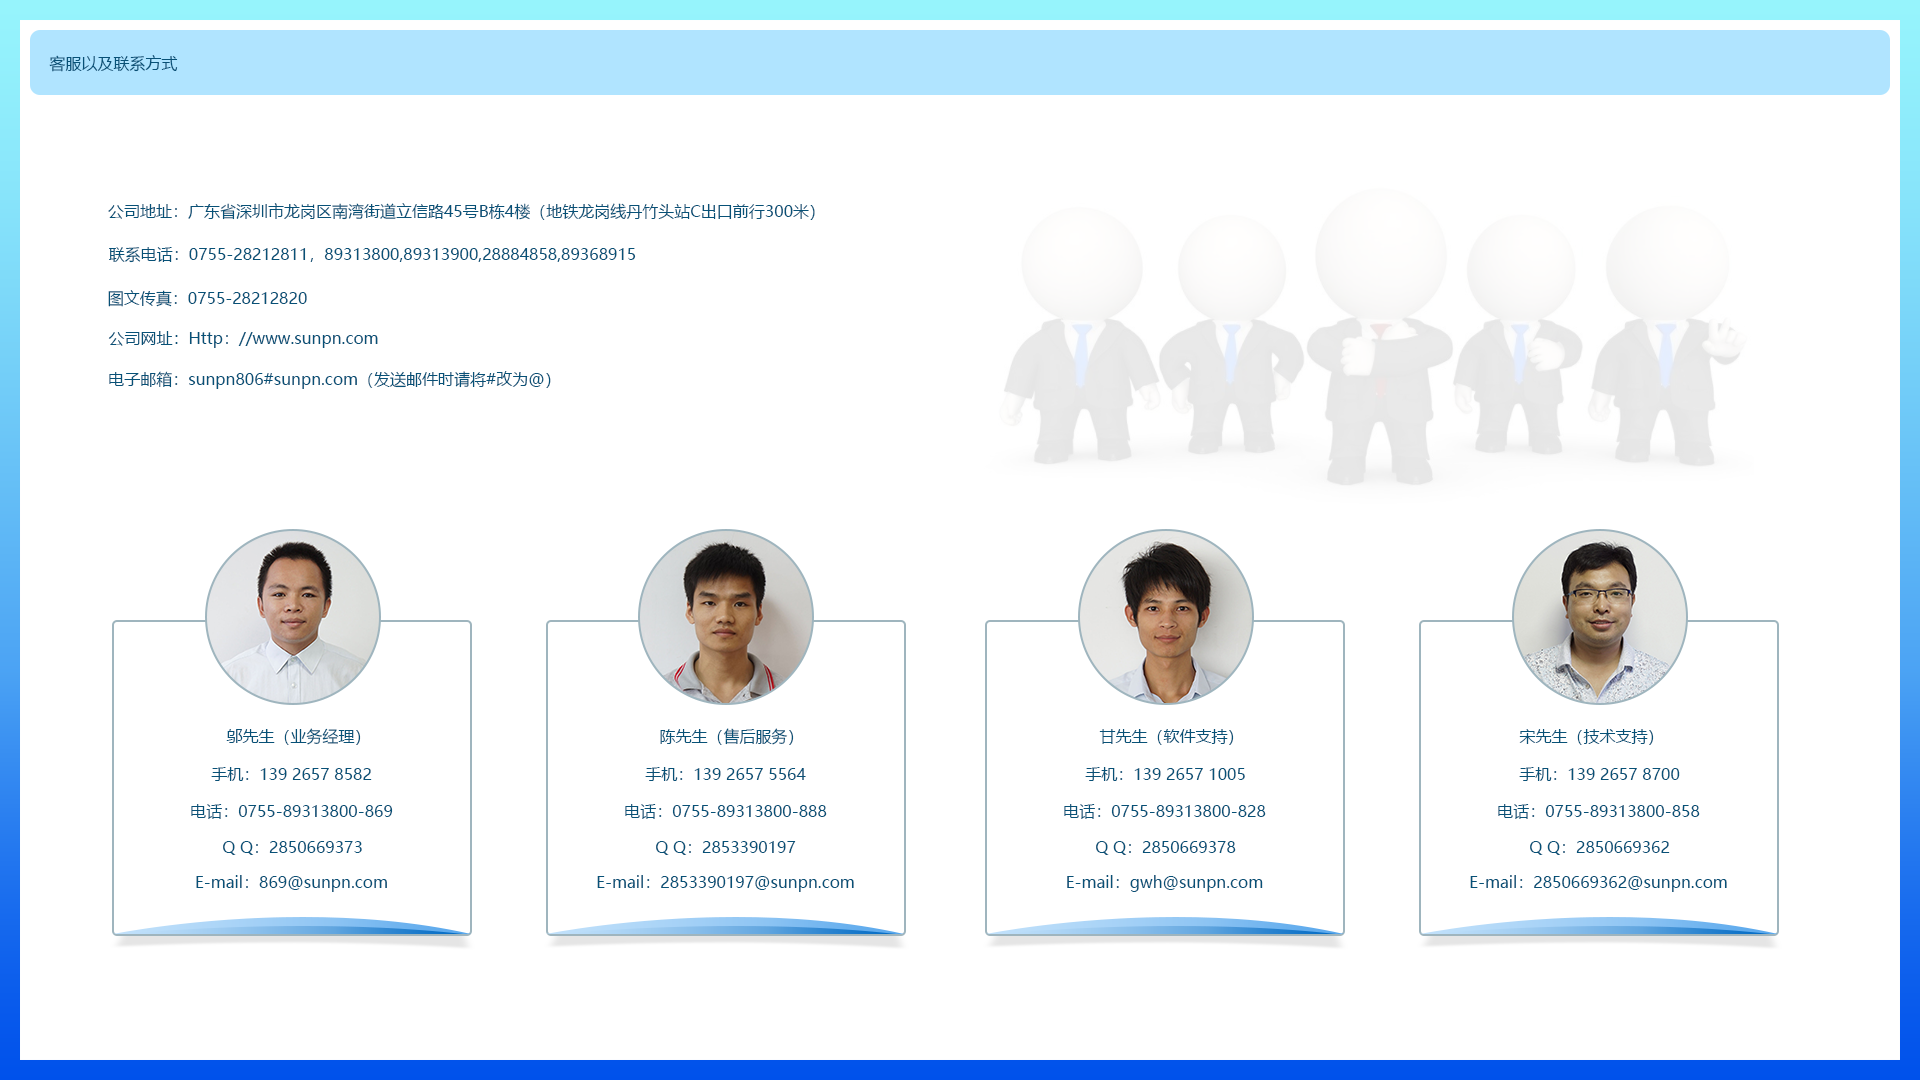 客服以及联系方式
公司地址：广东省深圳市龙岗区南湾街道立信路45号B栋4楼（地铁龙岗线丹竹头站C出口前行300米）
联系电话：0755-28212811，89313800,89313900,28884858,89368915
图文传真：0755-28212820
公司网址：Http：//www.sunpn.com
电子邮箱：sunpn806#sunpn.com（发送邮件时请将#改为@）
邬先生（业务经理）
手机：139 2657 8582
电话：0755-89313800-869
Q Q：2850669373
E-mail：869@sunpn.com
陈先生（售后服务）
手机：139 2657 5564
电话：0755-89313800-888
Q Q：2853390197
E-mail：2853390197@sunpn.com
甘先生（软件支持）
手机：139 2657 1005
电话：0755-89313800-828
Q Q：2850669378
E-mail：gwh@sunpn.com
宋先生（技术支持）
手机：139 2657 8700
电话：0755-89313800-858
Q Q：2850669362
E-mail：2850669362@sunpn.com